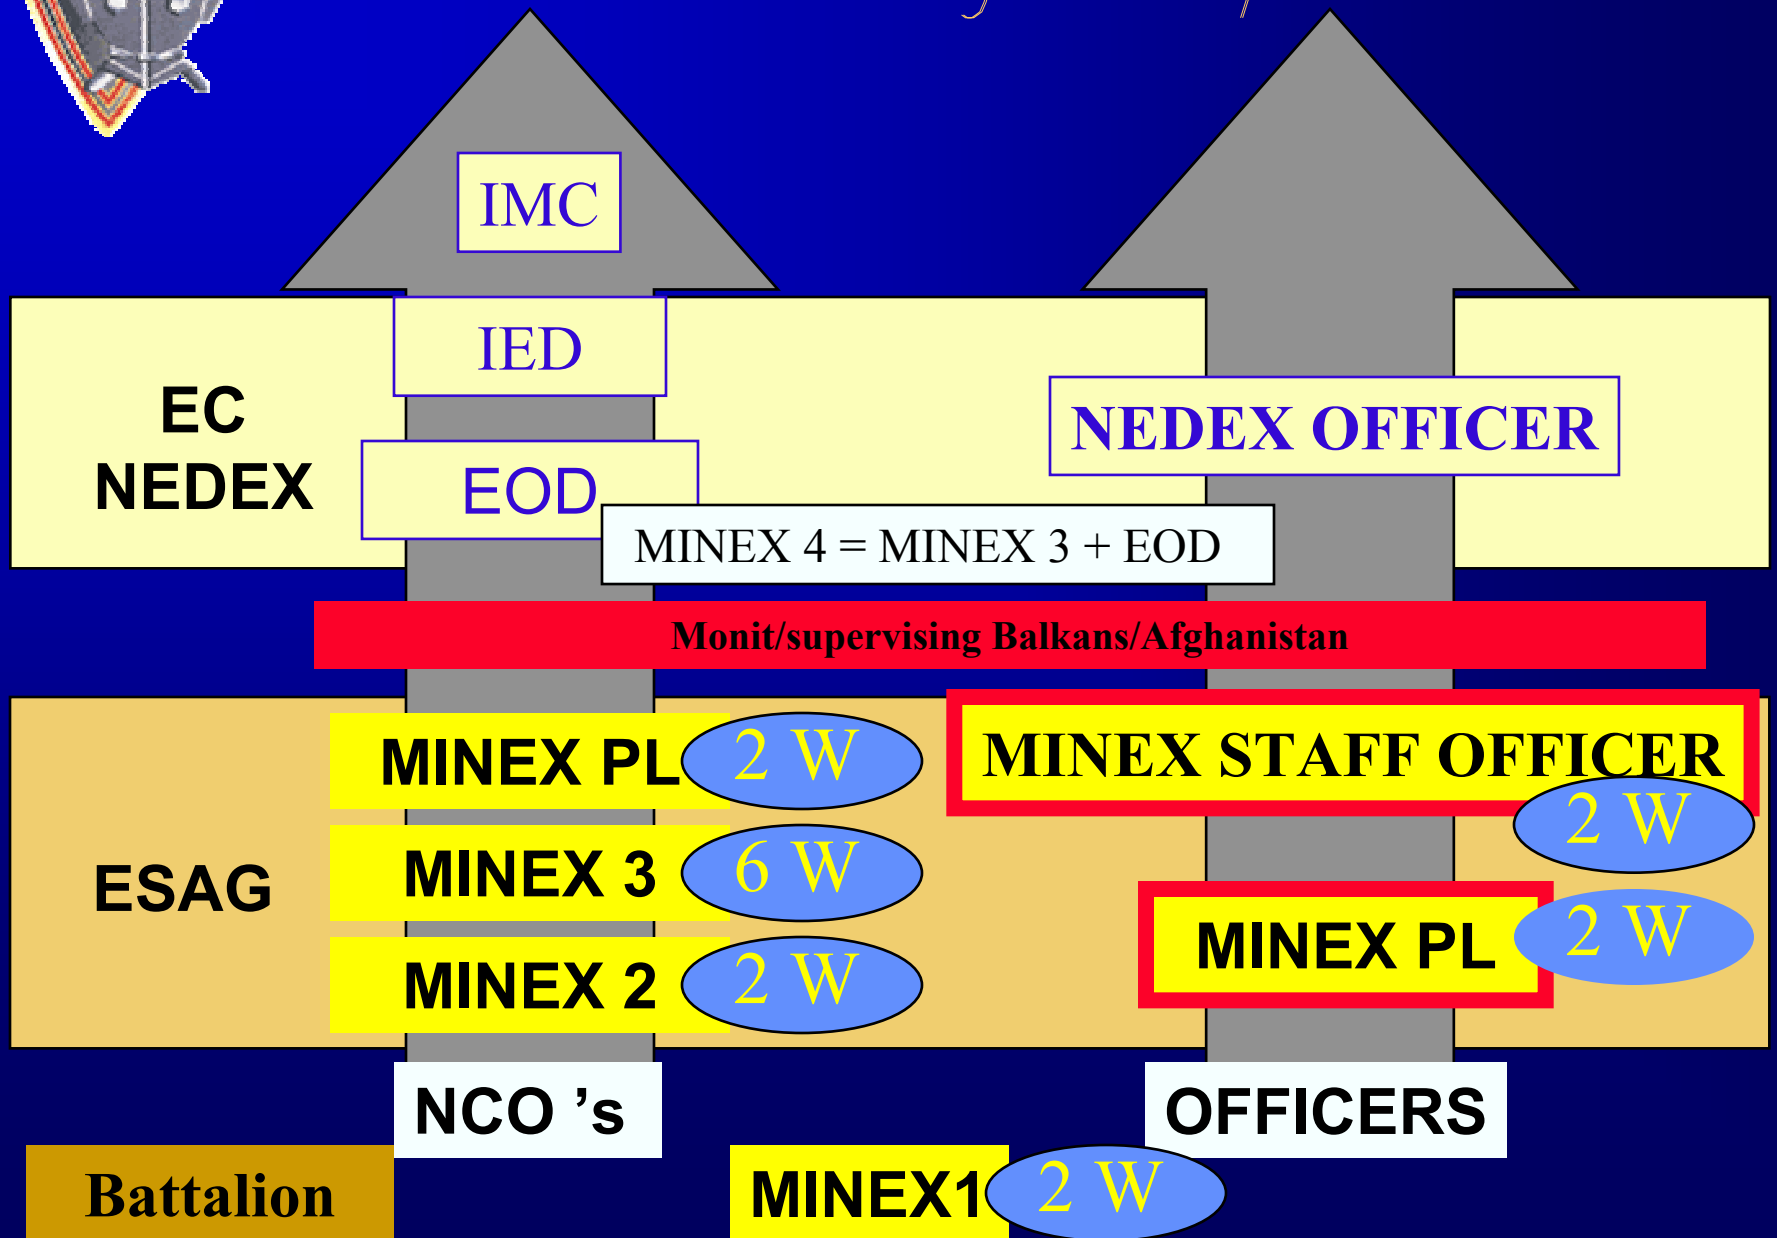 IMC
IED
EC
NEDEX
EOD
NEDEX OFFICER
MINEX 4 = MINEX 3 + EOD
Monit/supervising Balkans/Afghanistan
ESAG
MINEX PL
2 W
MINEX STAFF OFFICER
2 W
MINEX 3
6 W
MINEX 2
2 W
MINEX PL
2 W
NCO ’s
OFFICERS
Battalion
MINEX1
2 W